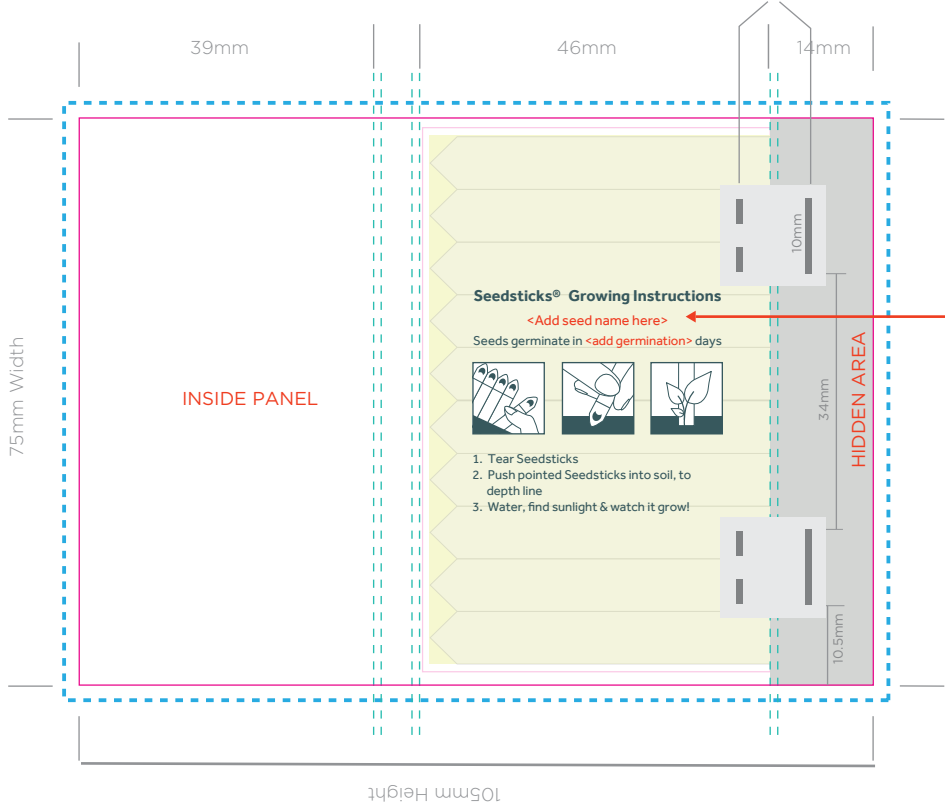 39mm
46mm
14mm
75mm Width
INSIDE PANEL
10mm
Seedsticks® Growing Instructions
<Add seed name here>
Seeds germinate in <add germination> days
1. Tear Seedsticks
2. Push pointed Seedsticks into soil, to
depth line
3. Water, find sunlight & watch it grow!
34mm
HIDDEN AREA
10.5mm
105mm Height